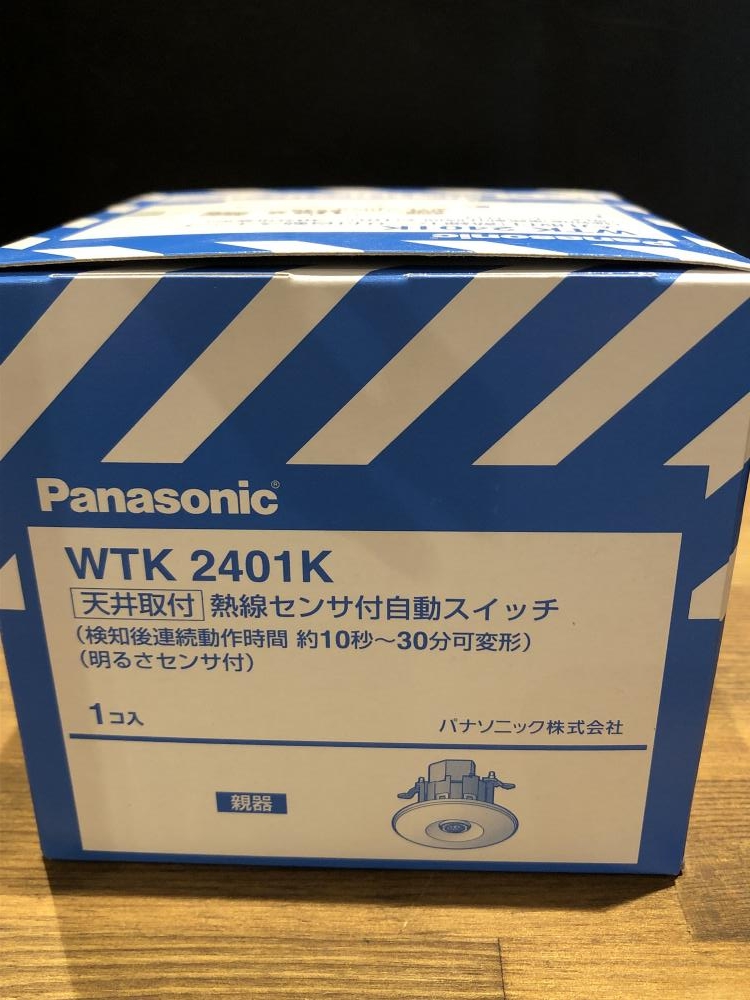 Panasonic
WTK 2401K
Panasonic®
WTK 2401K
天井取付 熱線センサ付自動スイッチ
(検知後連続動作時間 約10秒～30分可変形)
(明るさセンサ付)
1コ入
パナソニック株式会社
親器